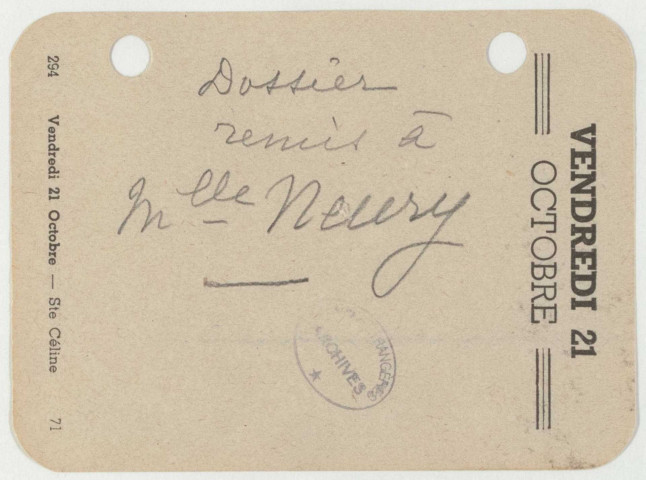 Dossier
remis à
Mlle Neury
VENDREDI 21
OCTOBRE
294 Vendredi 21 Octobre — Ste Céline 71
ARCHIVES